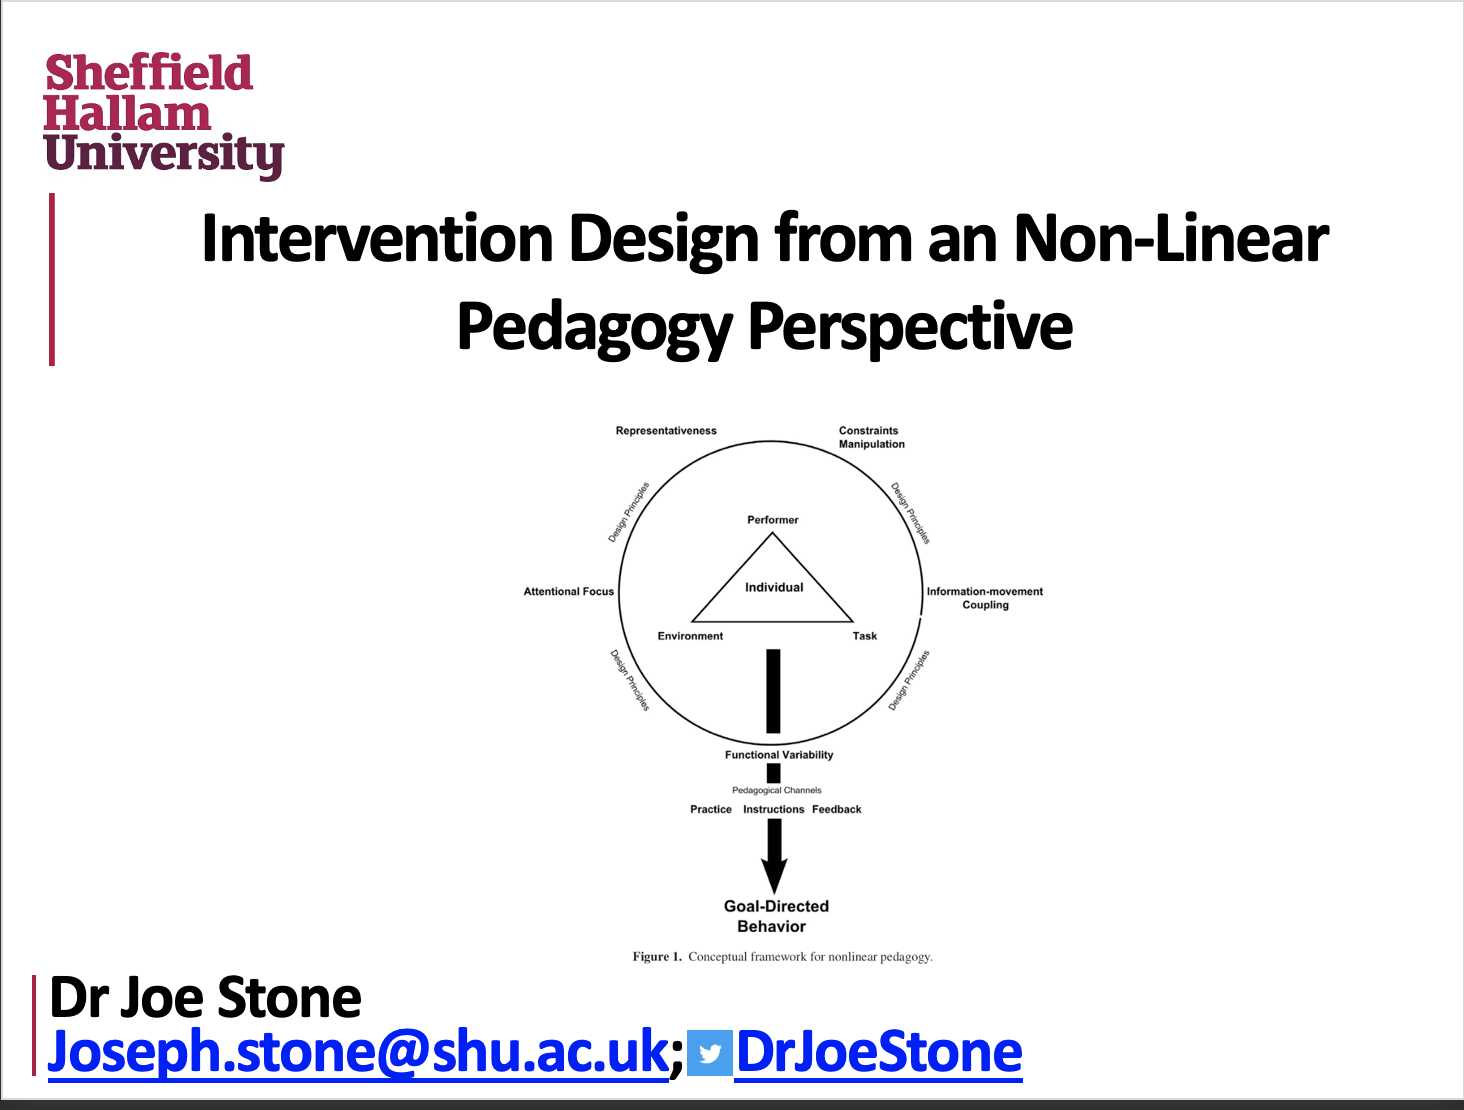 Sheffield
Hallam
University
Intervention Design from an Non-Linear
Pedagogy Perspective
Representativeness
Constraints
Manipulation
Design Principles
Design Principles
Performer
Attentional Focus
Individual
Information-movement
Coupling
Environment
Task
Design Principles
Design Principles
Functional Variability
Pedagogical Channels
Practice Instructions Feedback
Goal-Directed
Behavior
Figure 1. Conceptual framework for nonlinear pedagogy.
Dr Joe Stone
Joseph.stone@shu.ac.uk; DrJoeStone